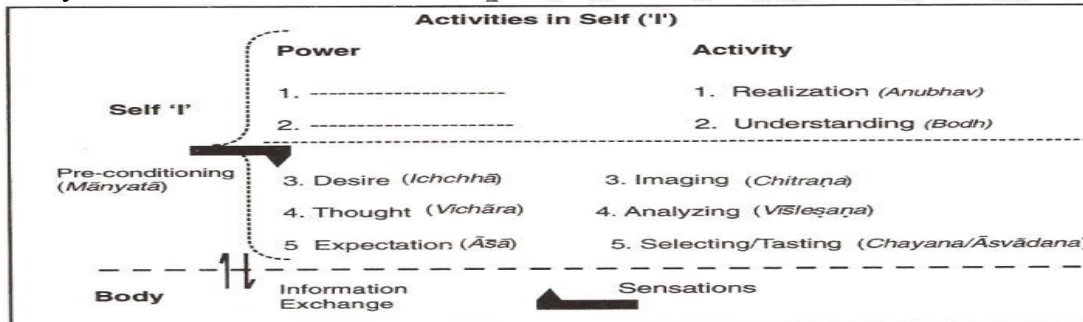 Activities in Self ('I')
Power Activity
1. ---------------------- 1. Realization (Anubhav)
Self 'I'
2. ---------------------- 2. Understanding (Bodh)
Pre-conditioning
(Mānyatā)
3. Desire (Ichchhā) 3. Imaging (Chitraṇa)
4. Thought (Vichāra) 4. Analyzing (Vīśleṣaṇa)
5 Expectation (Āśā) 5. Selecting/Tasting (Chayana/Āsvādana)
Body Information
Exchange Sensations